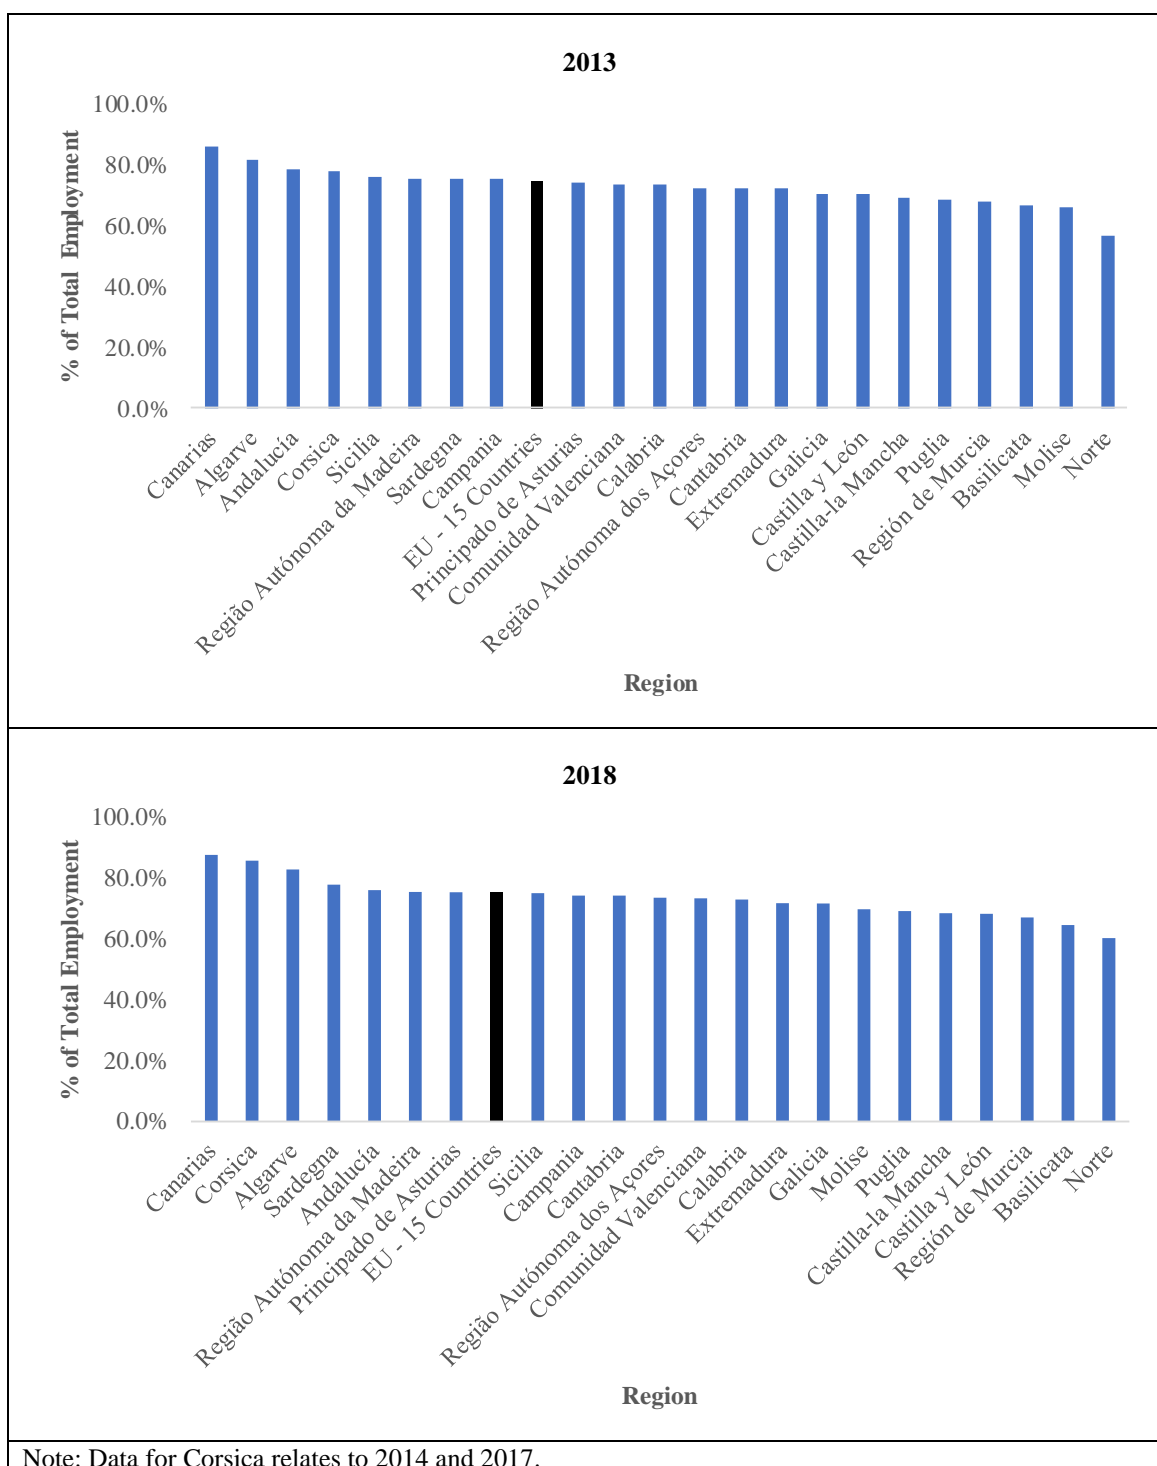 2013
% of Total Employment
100.0%
80.0%
60.0%
40.0%
20.0%
0.0%
Canarias
Algarve
Andalucía
Corsica
Sicilia
Região Autónoma da Madeira
Sardegna
Campania
EU - 15 Countries
Principado de Asturias
Comunidad Valenciana
Calabria
Região Autónoma dos Açores
Cantabria
Extremadura
Galicia
Castilla y León
Castilla-la Mancha
Puglia
Región de Murcia
Basilicata
Molise
Norte
Region
2018
% of Total Employment
100.0%
80.0%
60.0%
40.0%
20.0%
0.0%
Canarias
Corsica
Algarve
Sardegna
Andalucía
Região Autónoma da Madeira
Principado de Asturias
EU - 15 Countries
Sicilia
Campania
Cantabria
Região Autónoma dos Açores
Comunidad Valenciana
Calabria
Extremadura
Galicia
Molise
Puglia
Castilla-la Mancha
Castilla y León
Región de Murcia
Basilicata
Norte
Region
Note: Data for Corsica relates to 2014 and 2017.